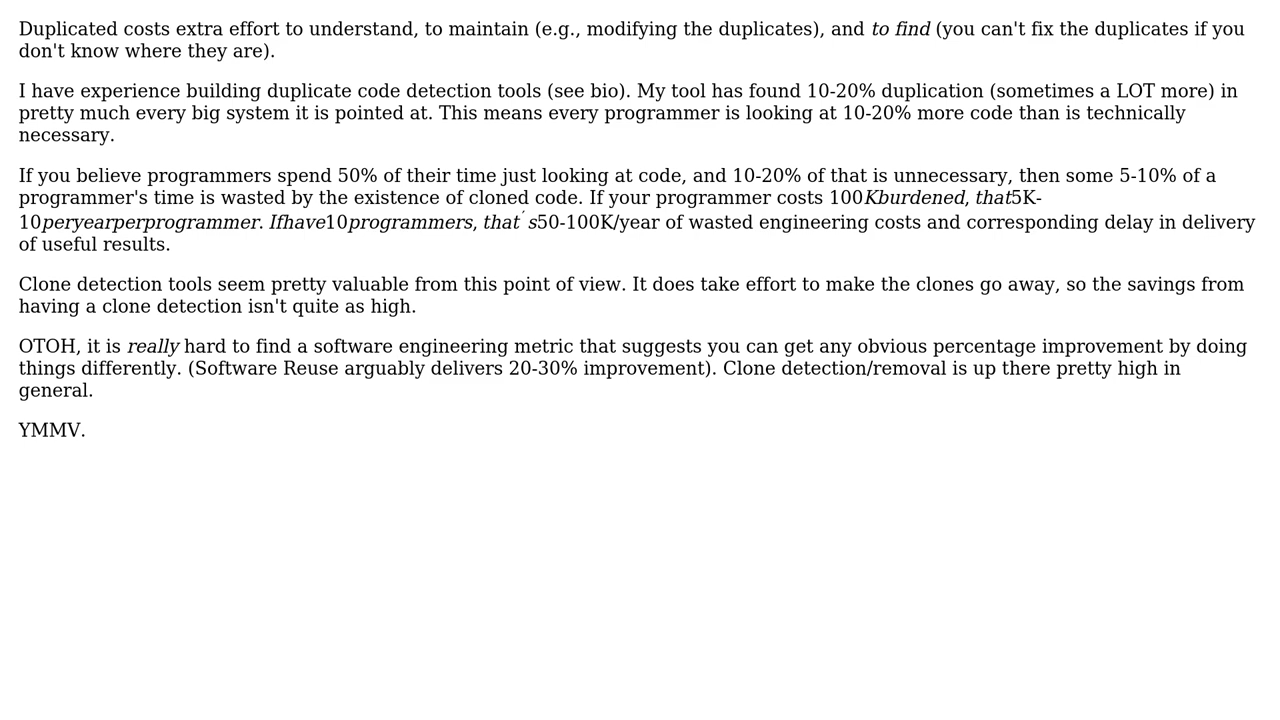 Duplicated costs extra effort to understand, to maintain (e.g., modifying the duplicates), and to find (you can't fix the duplicates if you
don't know where they are).
I have experience building duplicate code detection tools (see bio). My tool has found 10-20% duplication (sometimes a LOT more) in
pretty much every big system it is pointed at. This means every programmer is looking at 10-20% more code than is technically
necessary.
If you believe programmers spend 50% of their time just looking at code, and 10-20% of that is unnecessary, then some 5-10% of a
programmer's time is wasted by the existence of cloned code. If your programmer costs 100Kburdened, that5K-
10peryearperprogrammer. Ifhave10programmers, that′s50-100K/year of wasted engineering costs and corresponding delay in delivery
of useful results.
Clone detection tools seem pretty valuable from this point of view. It does take effort to make the clones go away, so the savings from
having a clone detection isn't quite as high.
OTOH, it is really hard to find a software engineering metric that suggests you can get any obvious percentage improvement by doing
things differently. (Software Reuse arguably delivers 20-30% improvement). Clone detection/removal is up there pretty high in
general.
YMMV.